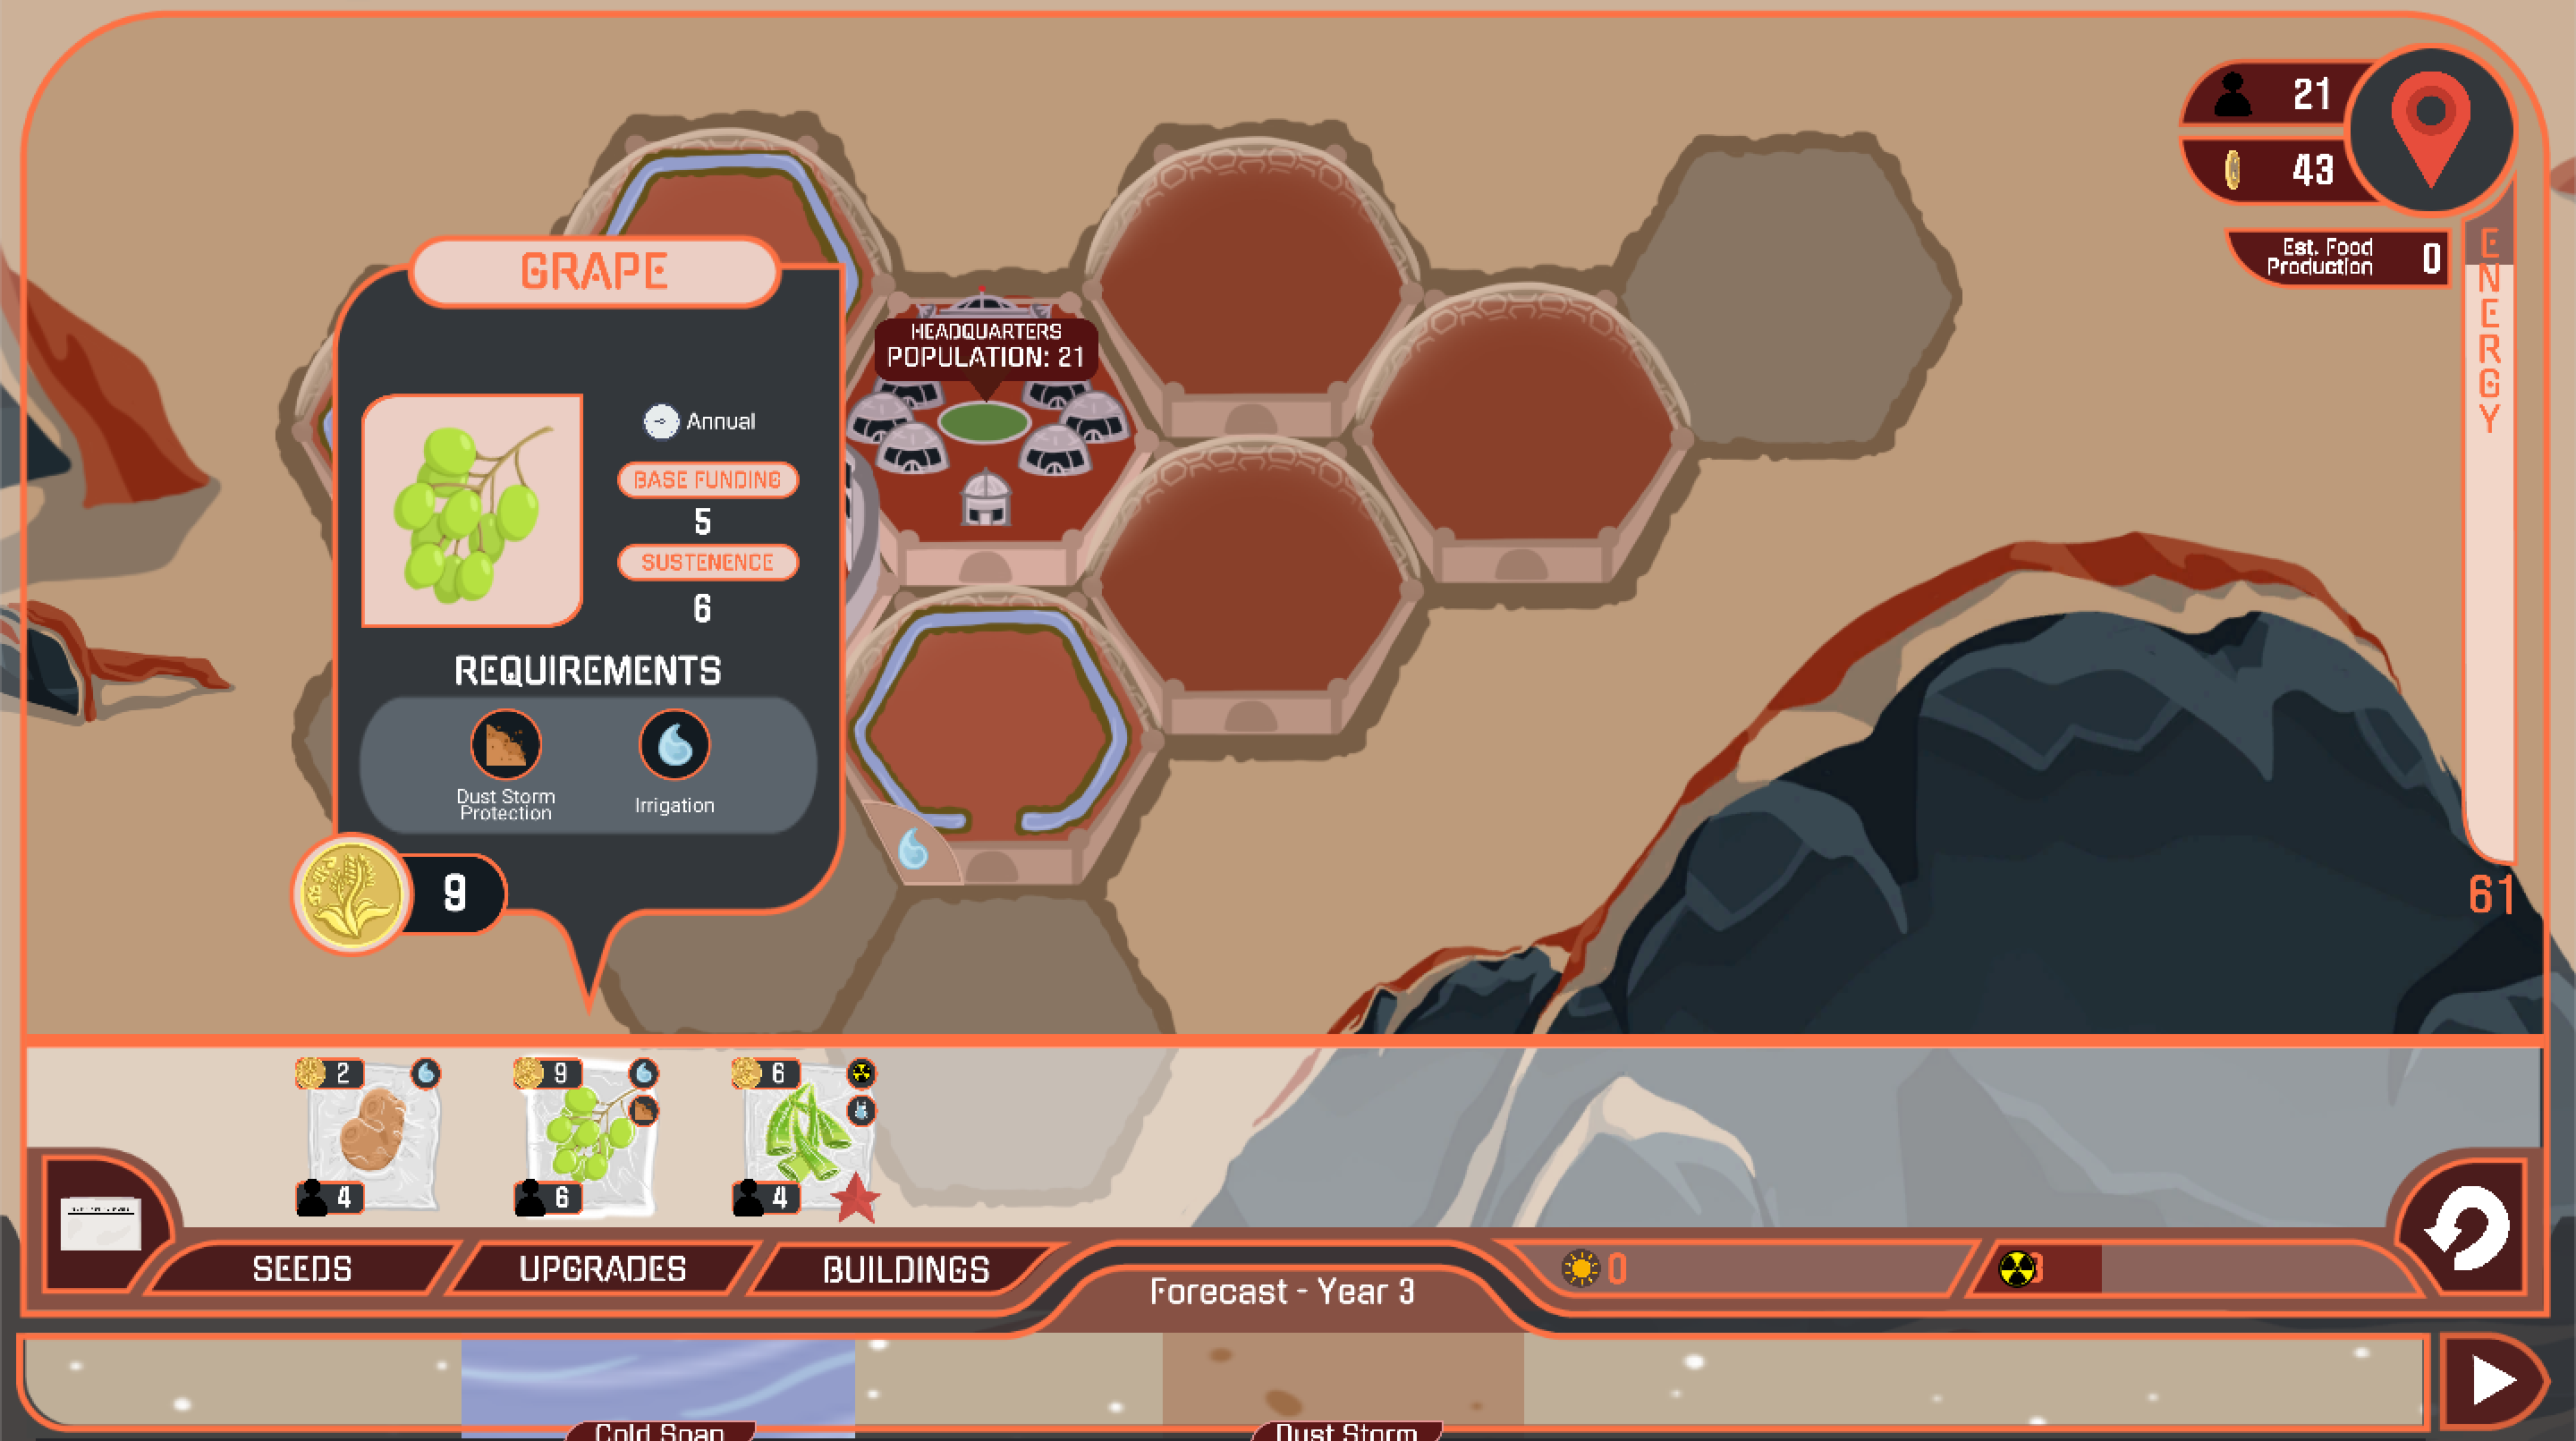 21
43
Est. Food
Production 0
ENERGY
61
GRAPE
Annual
BASE FUNDING
5
SUSTENENCE
6
REQUIREMENTS
Dust Storm
Protection
Irrigation
9
HEADQUARTERS
POPULATION: 21
2
4
9
6
6
4
SEEDS
UPGRADES
BUILDINGS
Forecast - Year 3
0
Cold Snap
Dust Storm